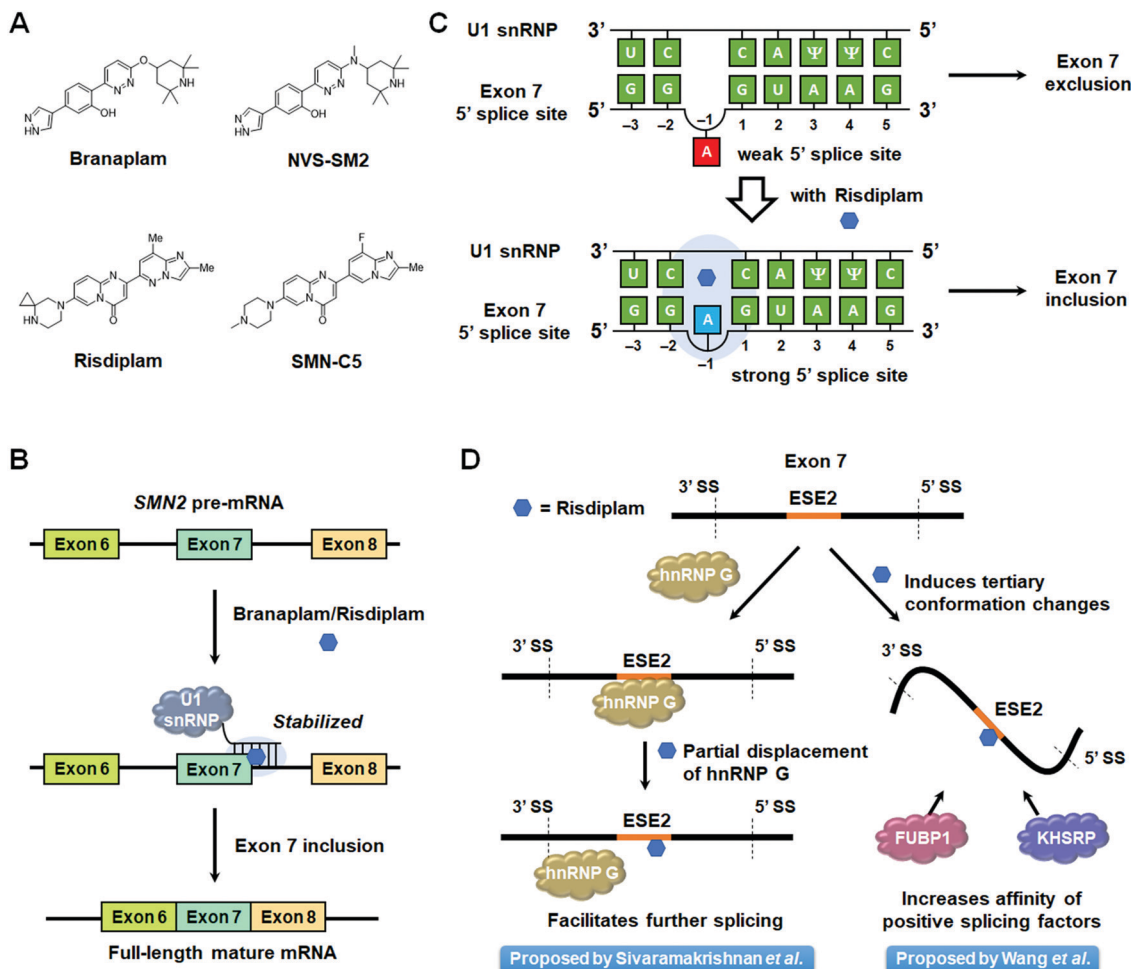 A
O
N
N
NH
OH
N
HN
Branaplam
N
N
N
NH
OH
N
HN
NVS-SM2
Me
N
N
Me
N
N
N
N
HN
O
Risdiplam
F
N
N
Me
N
N
N
N
Me
O
SMN-C5
B
SMN2 pre-mRNA
Exon 6
Exon 7
Exon 8
Branaplam/Risdiplam
U1
snRNP
Stabilized
Exon 6
Exon 7
Exon 8
Exon 7 inclusion
Exon 6
Exon 7
Exon 8
Full-length mature mRNA
C
U1 snRNP
3’
5’
U C C A Ψ Ψ C
Exon 7
5’ splice site
G G G U A A G
5’
3’
–3 –2 –1 1 2 3 4 5
A
weak 5’ splice site
Exon 7
exclusion
with Risdiplam
U1 snRNP
3’
5’
U C C A Ψ Ψ C
Exon 7
5’ splice site
G G A G U A A G
5’
3’
–3 –2 –1 1 2 3 4 5
strong 5’ splice site
Exon 7
inclusion
D
Exon 7
3’ SS
ESE2
5’ SS
= Risdiplam
hnRNP G
Induces tertiary
conformation changes
3’ SS
ESE2
5’ SS
hnRNP G
Partial displacement
of hnRNP G
3’ SS
ESE2
5’ SS
hnRNP G
Facilitates further splicing
Proposed by Sivaramakrishnan et al.
3’ SS
ESE2
5’ SS
FUBP1
KHSRP
Increases affinity of
positive splicing factors
Proposed by Wang et al.